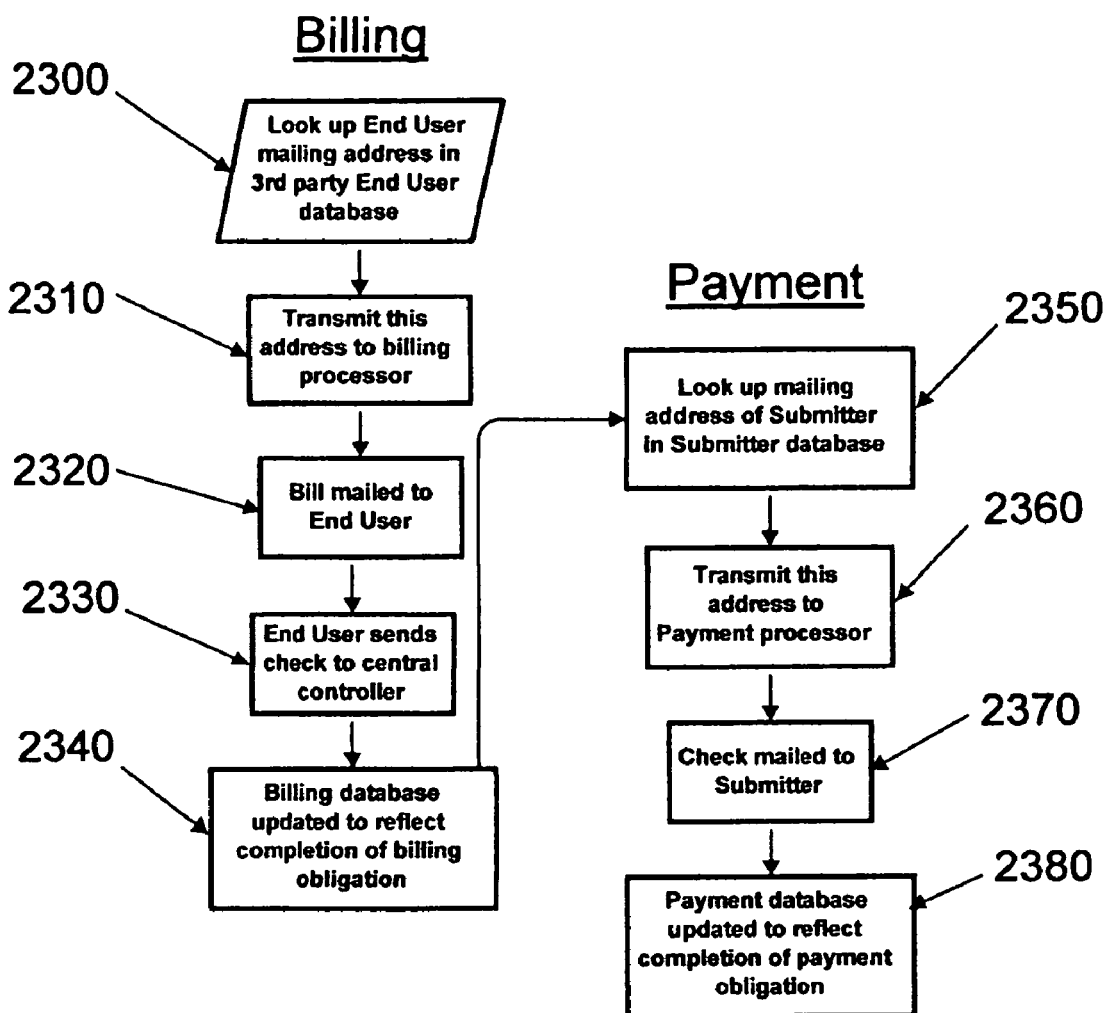 Billing
2300
Look up End User
mailing address in
3rd party End User
database
2310
Transmit this
address to billing
processor
2320
Bill mailed to
End User
2330
End User sends
check to central
controller
2340
Billing database
updated to reflect
completion of billing
obligation
Payment
2350
Look up mailing
address of Submitter
in Submitter database
2360
Transmit this
address to
Payment processor
2370
Check mailed to
Submitter
2380
Payment database
updated to reflect
completion of payment
obligation